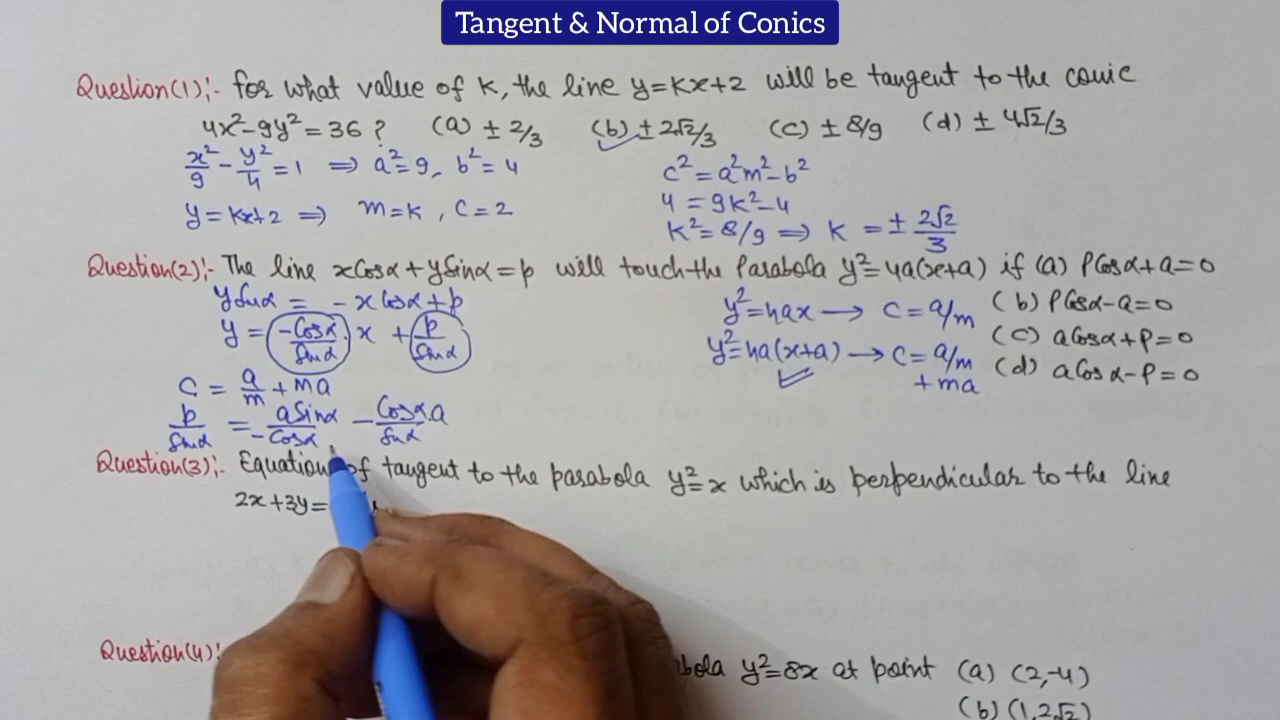 Tangent & Normal of Conics
Question(1):- For what value of K, the line y=Kx+2 will be tangent to the conic
4x²-9y²=36 ? (a) ± 2/3 (b) ± 2√2/3 (c) ± 8/9 (d) ± 4√2/3
x²/9 - y²/4 = 1 ⇒ a²=9, b²=4
y=Kx+2 ⇒ m=K, C=2
c²=a²m²-b²
4 = 9K²-4
K²=8/9 ⇒ K = ± 2√2/3
Question(2):- The line xCosα+ySinα=p will touch the Parabola y²=4a(x+a) if (a) PCosα+a=0
(b) PCosα-a=0
(c) aCosα+P=0
(d) aCosα-P=0
ySinα = -xCosα+p
y = (-Cosα/Sinα) x + (p/Sinα)
C = a/m + ma
p/Sinα = aSinα/-Cosα - Cosα.a/Sinα
y²=4ax → C=a/m
y²=4a(x+a) → C=a/m
+ma
Question(3):- Equation of tangent to the parabola y²=x which is perpendicular to the line
2x+3y=
Question(4):
y²=8x at point (a) (2,-4)
(b) (1,2√2)